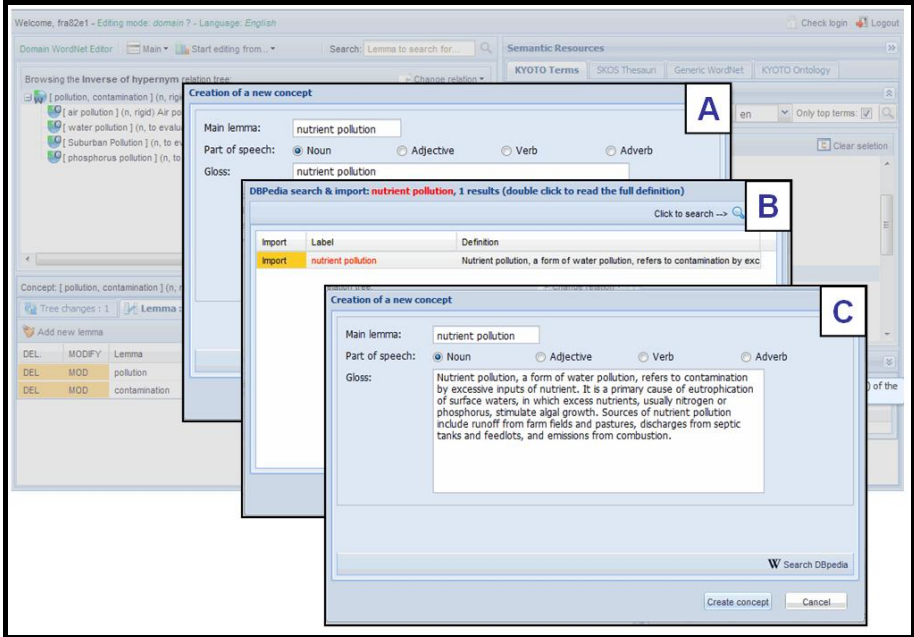 Welcome, fra82e1 - Editing mode: domain ? - Language: English
Check login
Logout
Domain WordNet Editor
Main
Start editing from...
Search:
Lemma to search for...
Semantic Resources
KYOTO Terms
SKOS Thesauri
Generic WordNet
KYOTO Ontology
Browsing the Inverse of hypernym relation tree:
Change relation
[ pollution, contamination ] (n, rigi
[ air pollution ] (n, rigid) Air po
[ water pollution ] (n, to evalu
[ Suburban Pollution ] (n, to ev
[ phosphorus pollution ] (n, to
en
Only top terms:
Clear seletion
Creation of a new concept
A
Main lemma:
nutrient pollution
Part of speech:
Noun
Adjective
Verb
Adverb
Gloss:
nutrient pollution
DBPedia search & import: nutrient pollution, 1 results (double click to read the full definition)
B
Click to search -->
Import
Label
Definition
Import
nutrient pollution
Nutrient pollution, a form of water pollution, refers to contamination by exc
Concept: [ pollution, contamination ] (n, r
Tree changes : 1
Lemma :
Add new lemma
DEL.
MODIFY
Lemma
DEL
MOD
pollution
DEL
MOD
contamination
) of the
Creation of a new concept
C
Main lemma:
nutrient pollution
Part of speech:
Noun
Adjective
Verb
Adverb
Gloss:
Nutrient pollution, a form of water pollution, refers to contamination
by excessive inputs of nutrient. It is a primary cause of eutrophication
of surface waters, in which excess nutrients, usually nitrogen or
phosphorus, stimulate algal growth. Sources of nutrient pollution
include runoff from farm fields and pastures, discharges from septic
tanks and feedlots, and emissions from combustion.
W Search DBpedia
Create concept
Cancel